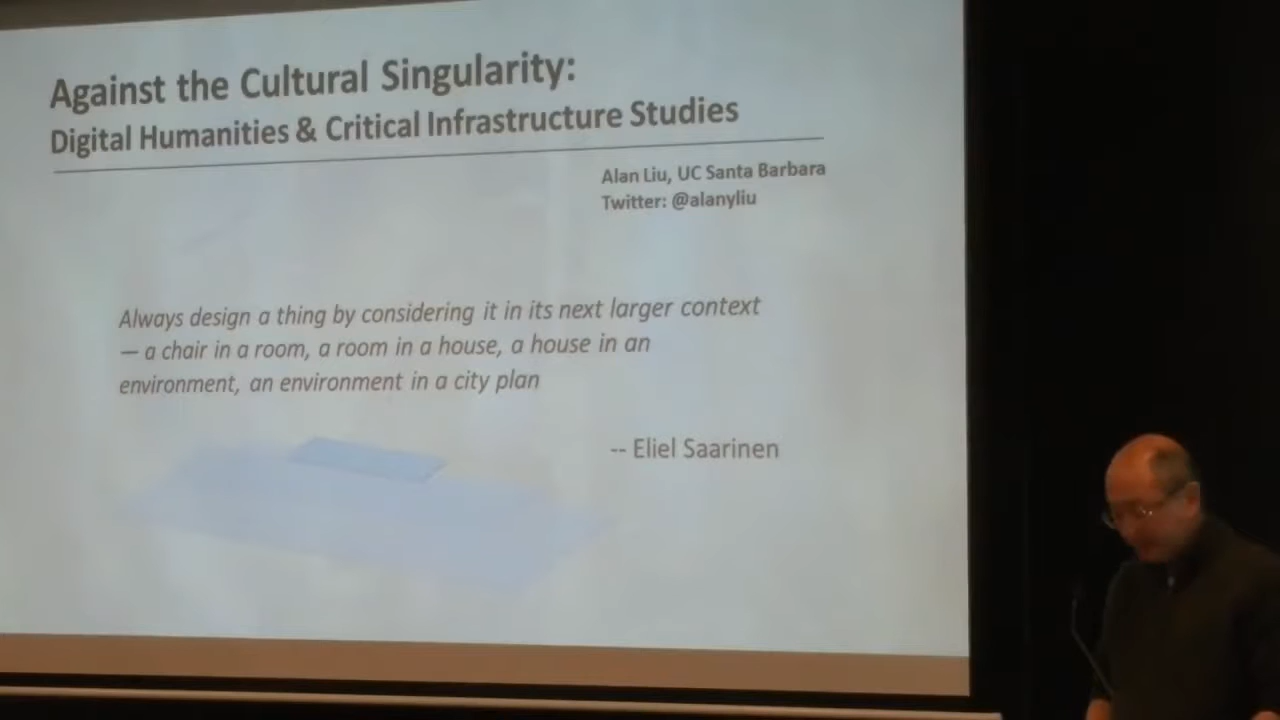 Against the Cultural Singularity:
Digital Humanities & Critical Infrastructure Studies
Alan Liu, UC Santa Barbara
Twitter: @alanyliu
Always design a thing by considering it in its next larger context
— a chair in a room, a room in a house, a house in an
environment, an environment in a city plan
-- Eliel Saarinen